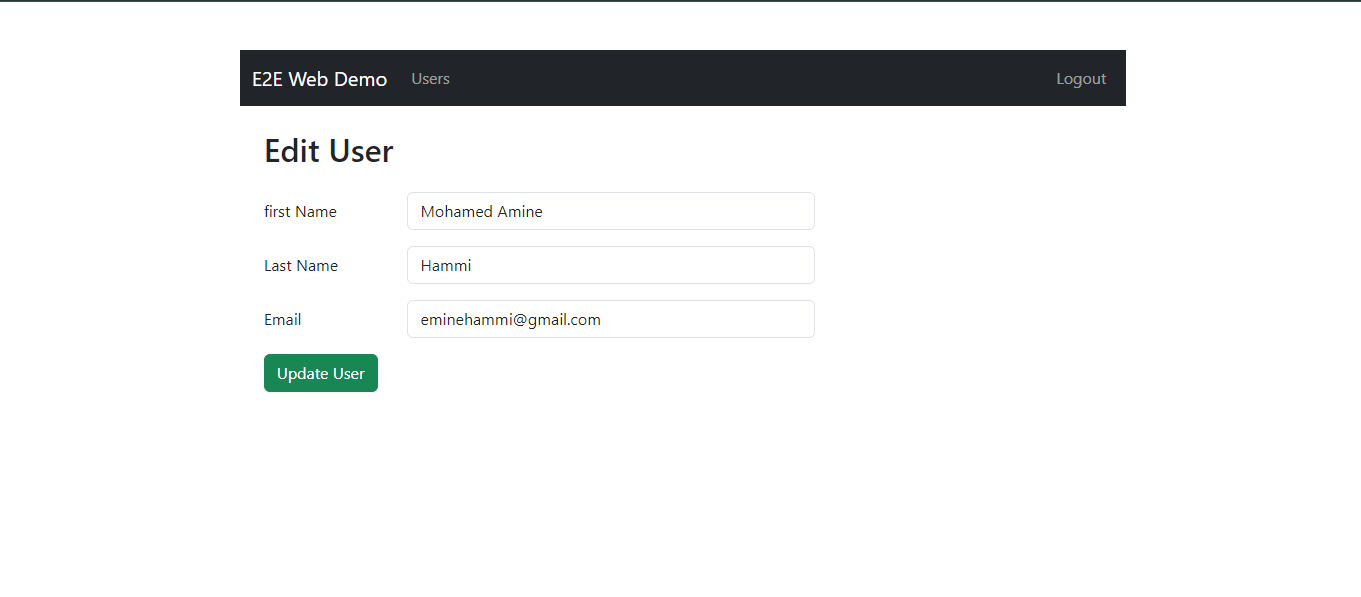 E2E Web Demo Users Logout
Edit User
first Name Mohamed Amine
Last Name Hammi
Email eminehammi@gmail.com
Update User